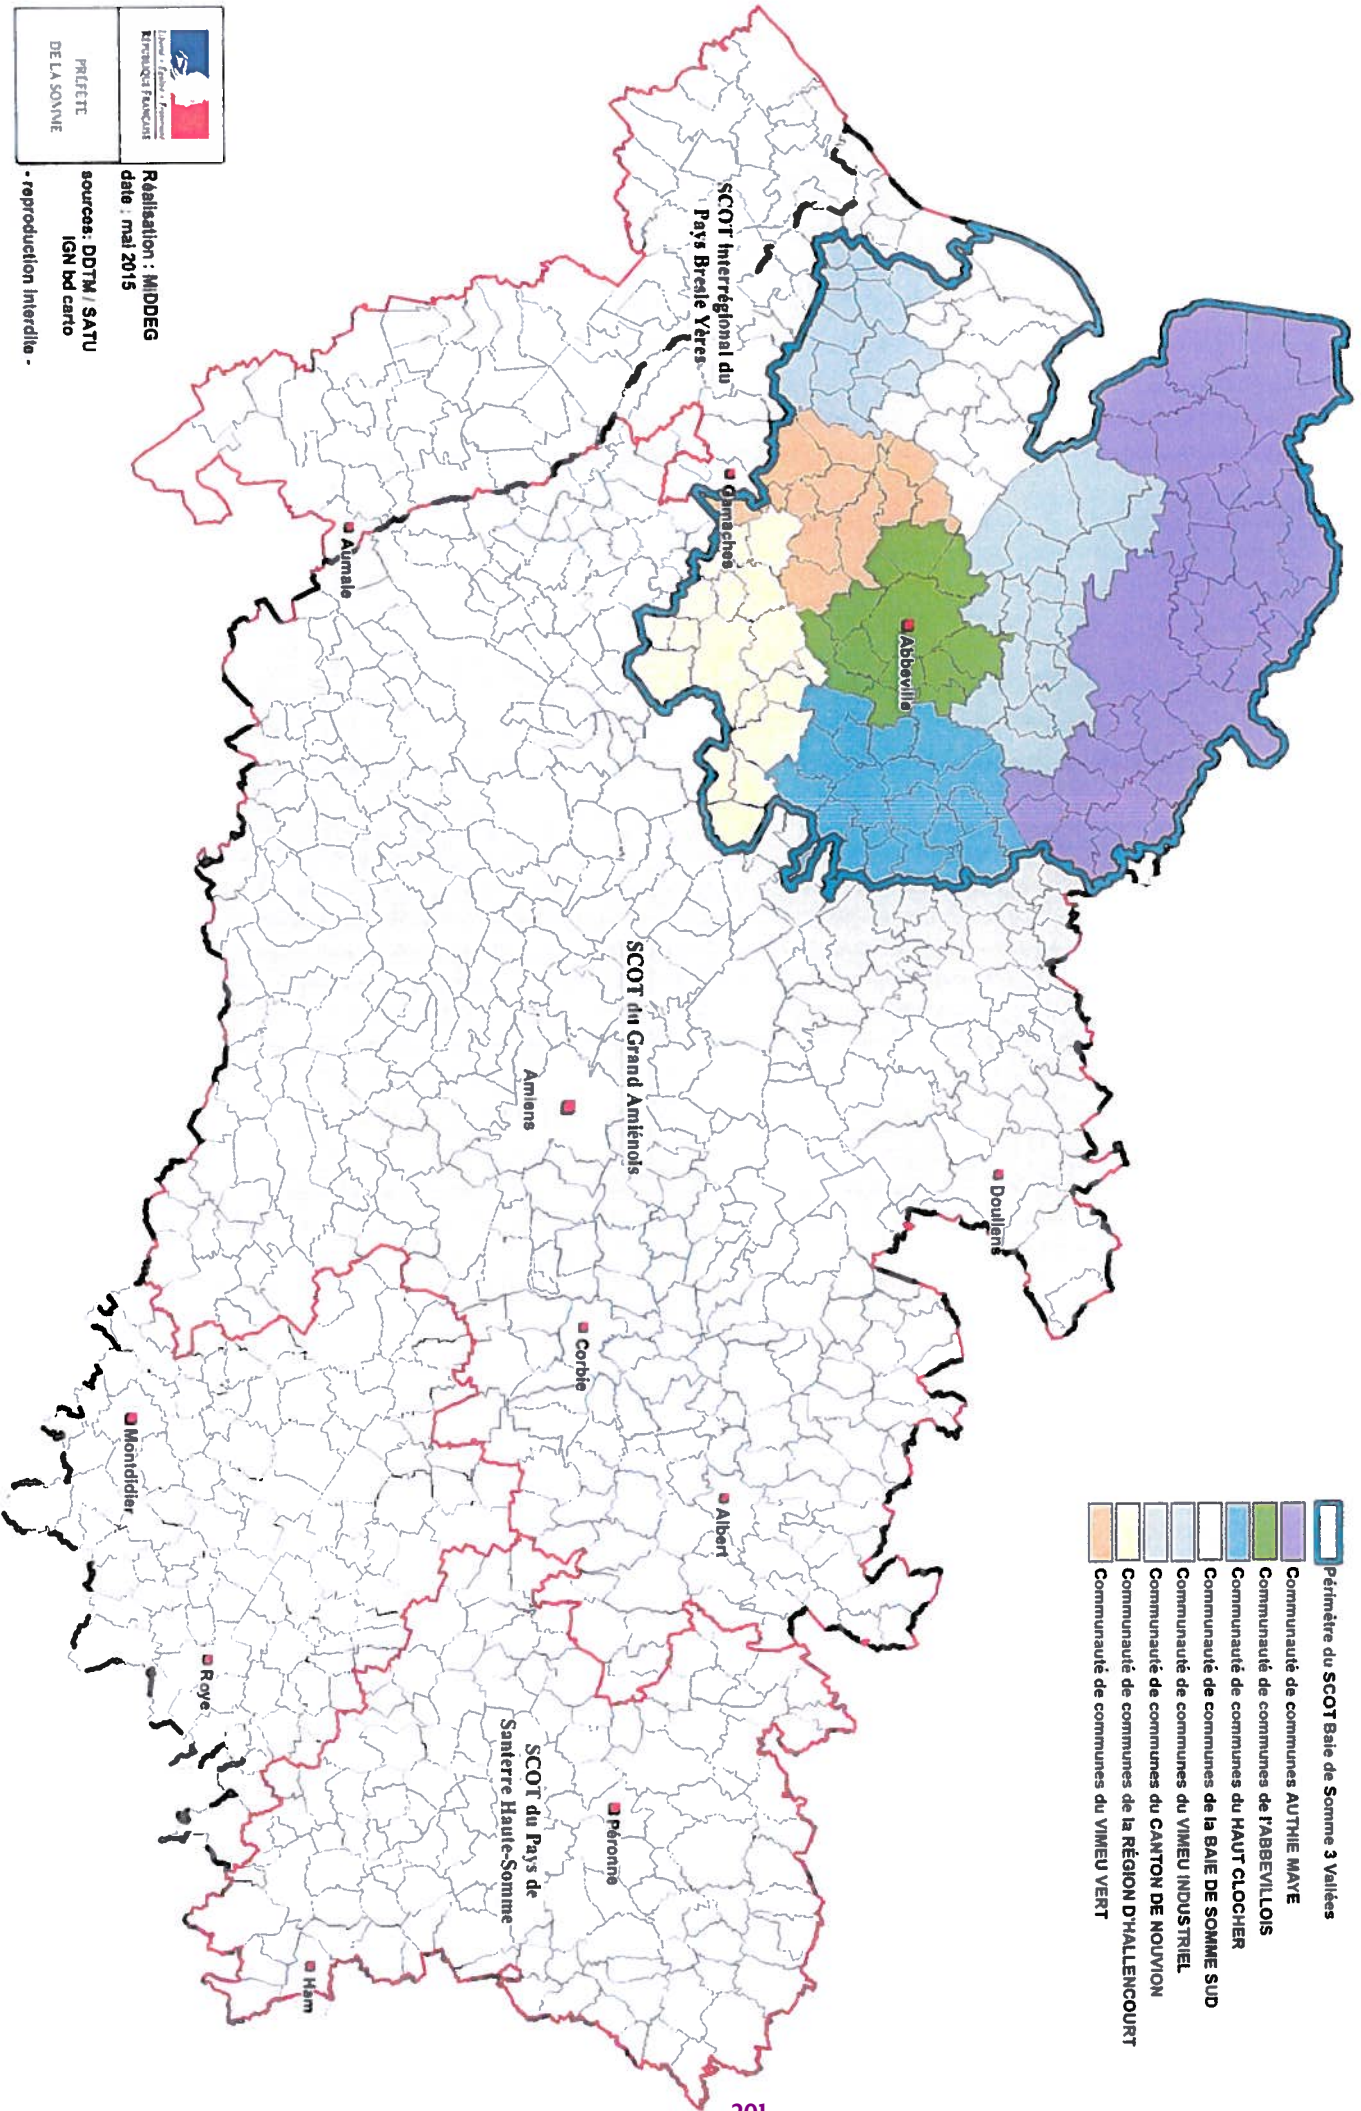 Périmètre du SCOT Baie de Somme 3 Vallées
Communauté de communes AUTHIE MAYE
Communauté de communes de l'ABBEVILLOIS
Communauté de communes du HAUT CLOCHER
Communauté de communes de la BAIE DE SOMME SUD
Communauté de communes du VIMEU INDUSTRIEL
Communauté de communes du CANTON DE NOUVION
Communauté de communes de la RÉGION D'HALLENCOURT
Communauté de communes du VIMEU VERT
Abbeville
Doullens
SCOT interrégional du
Pays Bresle Yères
Gamaches
SCOT du Grand Amiénois
Albert
Amiens
Corbie
Péronne
SCOT du Pays de
Santerre Haute-Somme
Aumale
Ham
Roye
Montdidier
Liberté • Égalité • Fraternité
RÉPUBLIQUE FRANÇAISE
PRÉFÈTE
DE LA SOMME
Réalisation : MIDDEG
date : mai 2015
sources: DDTM / SATU
IGN bd carto
- reproduction interdite -
201